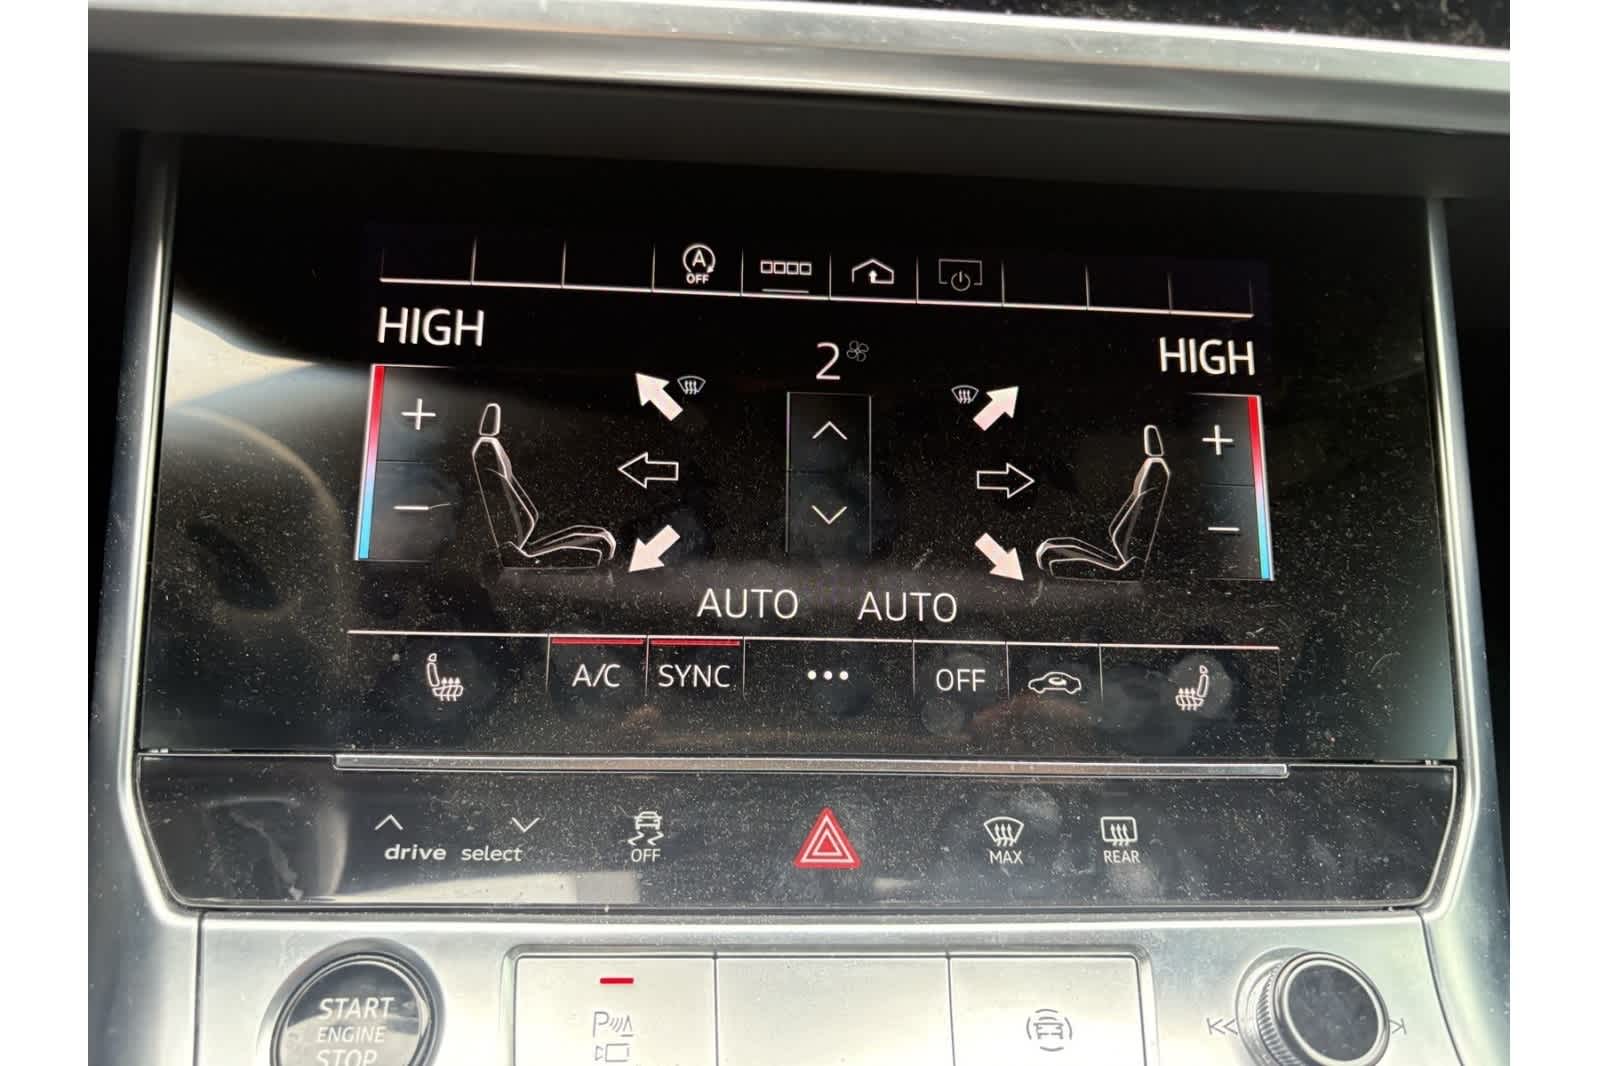 A
OFF
HIGH
2
HIGH
+
+
−
−
AUTO AUTO
A/C SYNC ••• OFF
drive select
OFF
MAX
REAR
START
ENGINE
STOP
P